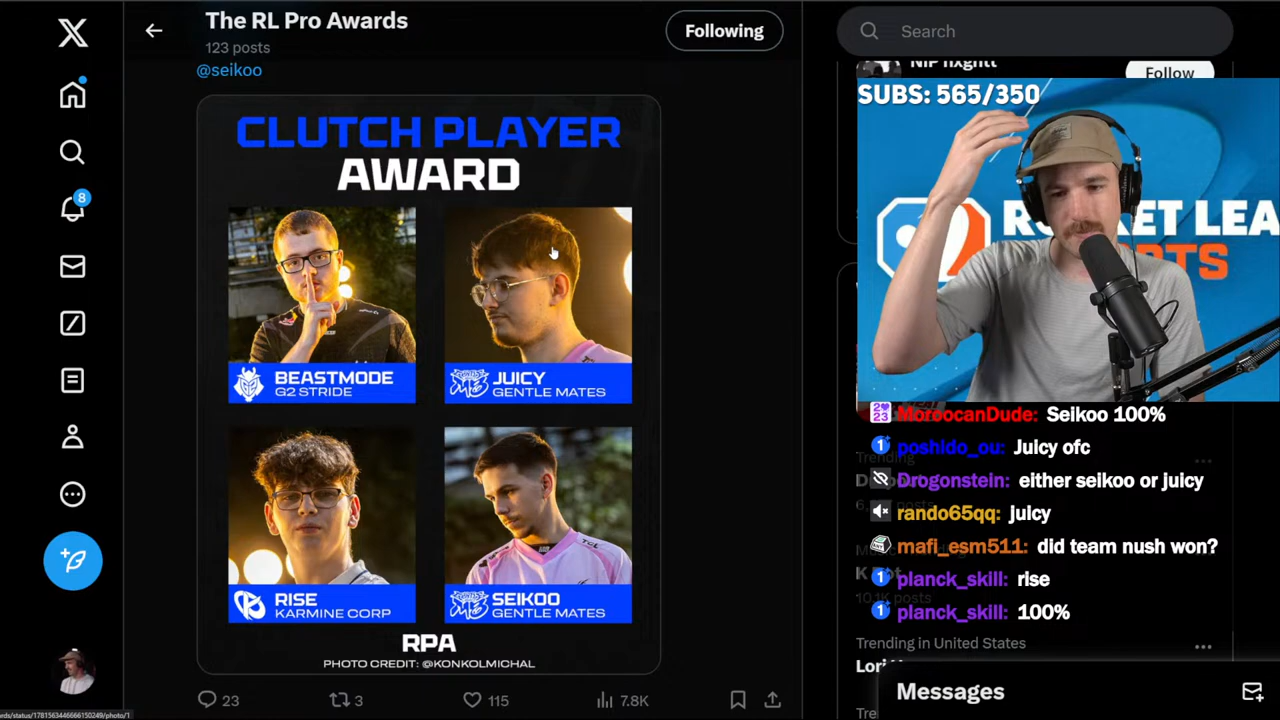 The RL Pro Awards
123 posts
Following
@seikoo
CLUTCH PLAYER
AWARD
BEASTMODE
G2 STRIDE
JUICY
GENTLE MATES
RISE
KARMINE CORP
SEIKOO
GENTLE MATES
RPA
PHOTO CREDIT: @KONKOLMICHAL
23
3
115
7.8K
8
Search
Follow
SUBS: 565/350
MoroccanDude: Seikoo 100%
poshido_ou: Juicy ofc
Drogonstein: either seikoo or juicy
rando65qq: juicy
mafi_esm511: did team nush won?
planck_skill: rise
planck_skill: 100%
Trending in United States
Messages